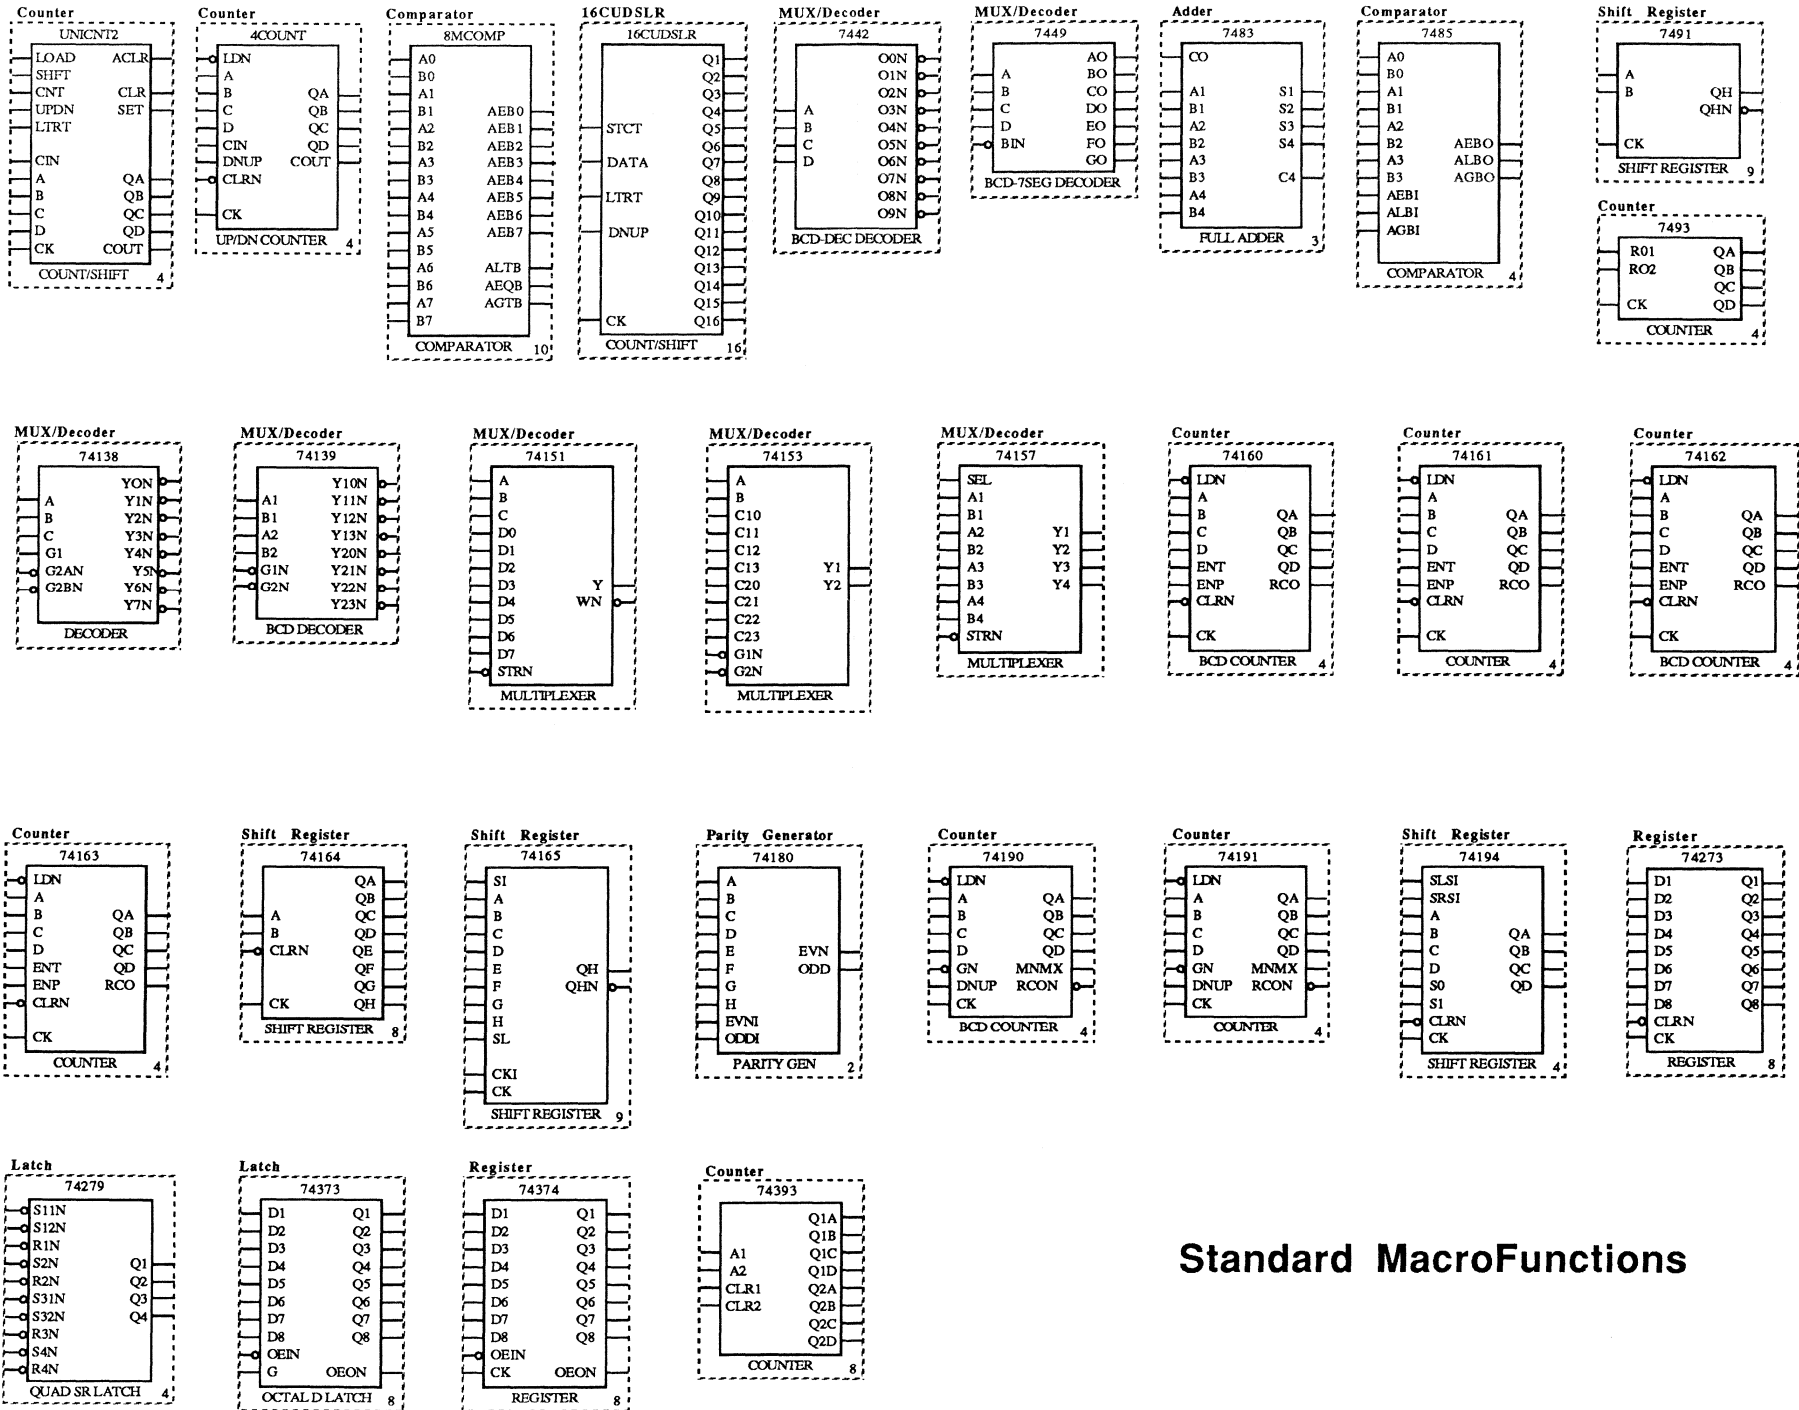 Counter
UNICNT2
LOAD ACLR
SHFT
CNT CLR
UPDN SET
LTRT
CIN
A QA
B QB
C QC
D QD
CK COUT
COUNT/SHIFT 4
Counter
4COUNT
LDN
A
B QA
C QB
D QC
CIN QD
DNUP COUT
CLRN
CK
UP/DN COUNTER 4
Comparator
8MCOMP
A0
B0
A1
B1 AEB0
A2 AEB1
B2 AEB2
A3 AEB3
B3 AEB4
A4 AEB5
B4 AEB6
A5 AEB7
B5
A6 ALTB
B6 AEQB
A7 AGTB
B7
COMPARATOR 10
16CUDSLR
16CUDSLR
Q1
Q2
Q3
Q4
STCT Q5
Q6
DATA Q7
Q8
LTRT Q9
Q10
DNUP Q11
Q12
Q13
Q14
Q15
CK Q16
COUNT/SHIFT 16
MUX/Decoder
7442
O0N
O1N
O2N
A O3N
B O4N
C O5N
D O6N
O7N
O8N
O9N
BCD-DEC DECODER
MUX/Decoder
7449
AO
A BO
B CO
C DO
D EO
BIN FO
GO
BCD-7SEG DECODER
Adder
7483
CO
A1 S1
B1 S2
A2 S3
B2 S4
A3
B3 C4
A4
B4
FULL ADDER 3
Comparator
7485
A0
B0
A1
B1
A2
B2 AEBO
A3 ALBO
B3 AGBO
AEBI
ALBI
AGBI
COMPARATOR 4
Shift Register
7491
A
B QH
QHN
CK
SHIFT REGISTER 9
Counter
7493
R01 QA
RO2 QB
QC
CK QD
COUNTER 4
MUX/Decoder
74138
YON
A Y1N
B Y2N
C Y3N
G1 Y4N
G2AN Y5N
G2BN Y6N
Y7N
DECODER
MUX/Decoder
74139
Y10N
A1 Y11N
B1 Y12N
A2 Y13N
B2 Y20N
G1N Y21N
G2N Y22N
Y23N
BCD DECODER
MUX/Decoder
74151
A
B
C
D0
D1
D2
D3 Y
D4 WN
D5
D6
D7
STRN
MULTIPLEXER
MUX/Decoder
74153
A
B
C10
C11
C12
C13 Y1
C20 Y2
C21
C22
C23
G1N
G2N
MULTIPLEXER
MUX/Decoder
74157
SEL
A1
B1
A2 Y1
B2 Y2
A3 Y3
B3 Y4
A4
B4
STRN
MULTIPLEXER
Counter
74160
LDN
A
B QA
C QB
D QC
ENT QD
ENP RCO
CLRN
CK
BCD COUNTER 4
Counter
74161
LDN
A
B QA
C QB
D QC
ENT QD
ENP RCO
CLRN
CK
COUNTER 4
Counter
74162
LDN
A
B QA
C QB
D QC
ENT QD
ENP RCO
CLRN
CK
BCD COUNTER 4
Counter
74163
LDN
A
B QA
C QB
D QC
ENT QD
ENP RCO
CLRN
CK
COUNTER 4
Shift Register
74164
QA
QB
A QC
B QD
CLRN QE
QF
QG
CK QH
SHIFT REGISTER 8
Shift Register
74165
SI
A
B
C
D
E QH
F QHN
G
H
SL
CKI
CK
SHIFT REGISTER 9
Parity Generator
74180
A
B
C
D
E EVN
F ODD
G
H
EVNI
ODDI
PARITY GEN 2
Counter
74190
LDN
A QA
B QB
C QC
D QD
GN MNMX
DNUP RCON
CK
BCD COUNTER 4
Counter
74191
LDN
A QA
B QB
C QC
D QD
GN MNMX
DNUP RCON
CK
COUNTER 4
Shift Register
74194
SLSI
SRSI
A
B QA
C QB
D QC
S0 QD
S1
CLRN
CK
SHIFT REGISTER 4
Register
74273
D1 Q1
D2 Q2
D3 Q3
D4 Q4
D5 Q5
D6 Q6
D7 Q7
D8 Q8
CLRN
CK
REGISTER 8
Latch
74279
S11N
S12N
R1N
S2N Q1
R2N Q2
S31N Q3
S32N Q4
R3N
S4N
R4N
QUAD SR LATCH 4
Latch
74373
D1 Q1
D2 Q2
D3 Q3
D4 Q4
D5 Q5
D6 Q6
D7 Q7
D8 Q8
OEIN
G OEON
OCTAL D LATCH 8
Register
74374
D1 Q1
D2 Q2
D3 Q3
D4 Q4
D5 Q5
D6 Q6
D7 Q7
D8 Q8
OEIN
CK OEON
REGISTER 8
Counter
74393
Q1A
Q1B
A1 Q1C
A2 Q1D
CLR1 Q2A
CLR2 Q2B
Q2C
Q2D
COUNTER 8
Standard MacroFunctions